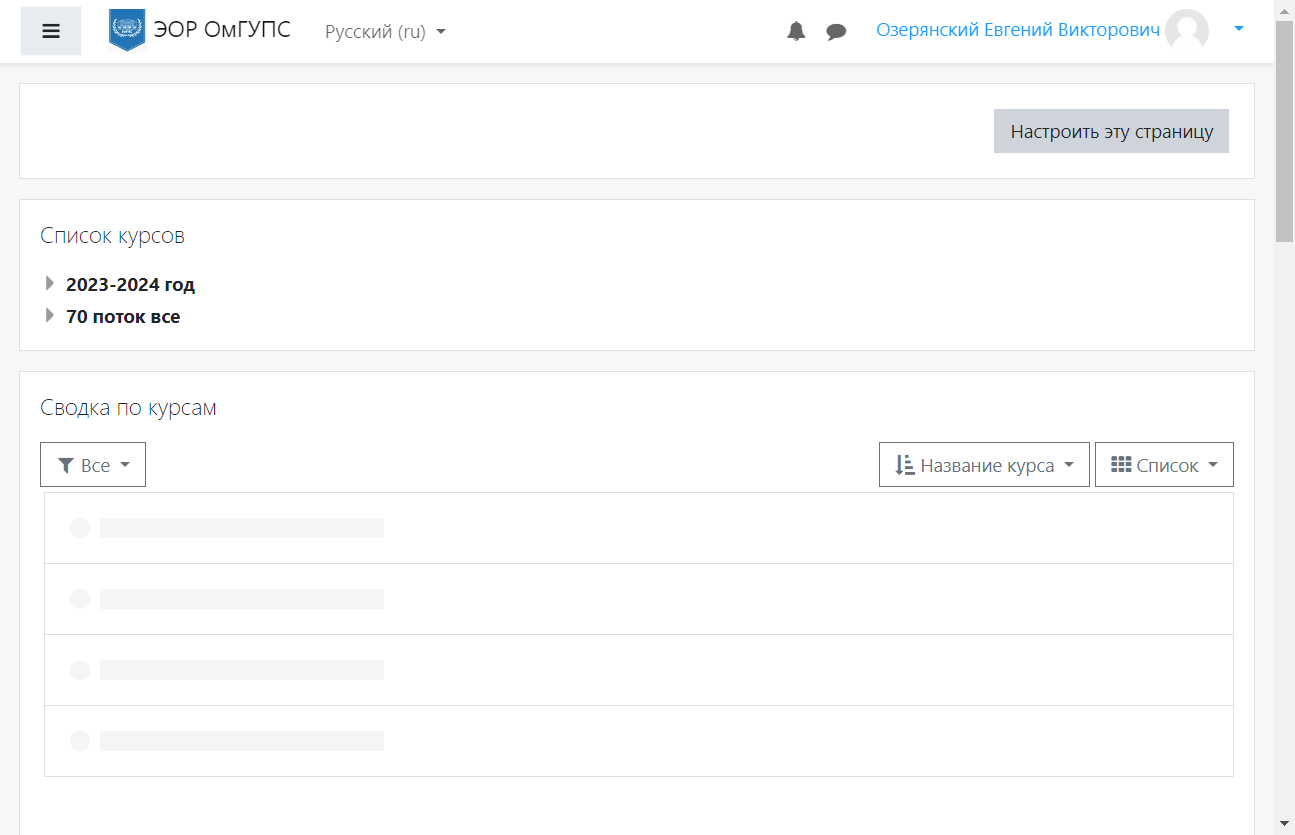 ЭОР ОмГУПС
Русский (ru)
Озерянский Евгений Викторович
Настроить эту страницу
Список курсов
2023-2024 год
70 поток все
Сводка по курсам
Все
Название курса
Список